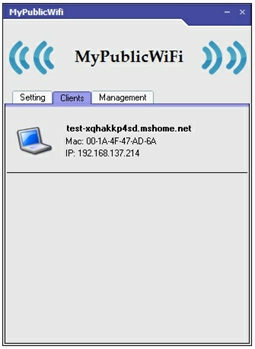 MyPublicWifi
MyPublicWiFi
Setting Clients Management
test-xqhakkp4sd.mshome.net
Mac: 00-1A-4F-47-AD-6A
IP: 192.168.137.214